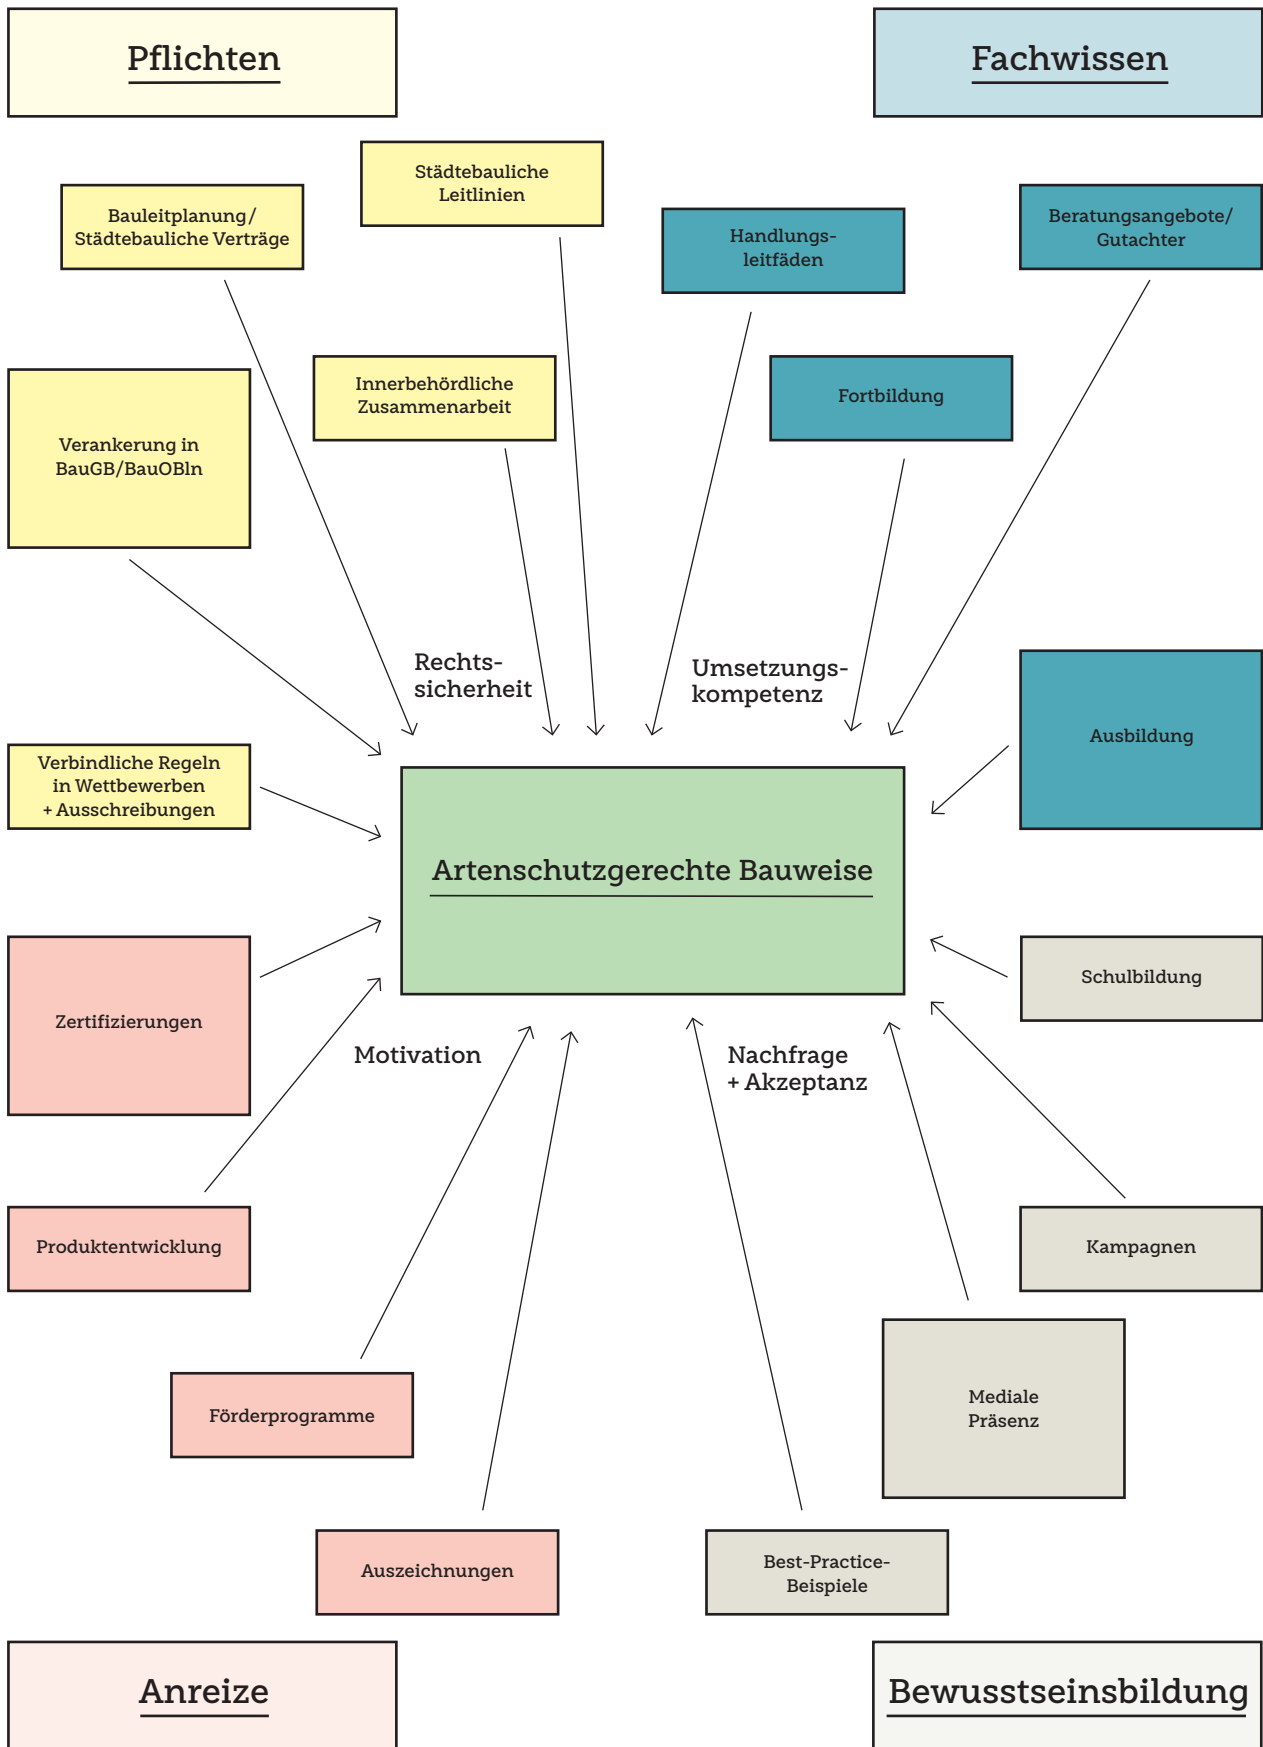 Pflichten
Fachwissen
Städtebauliche
Leitlinien
Bauleitplanung/
Städtebauliche Verträge
Handlungs-
leitfäden
Beratungsangebote/
Gutachter
Innerbehördliche
Zusammenarbeit
Fortbildung
Verankerung in
BauGB/BauOBln
Rechts-
sicherheit
Umsetzungs-
kompetenz
Ausbildung
Verbindliche Regeln
in Wettbewerben
+ Ausschreibungen
Artenschutzgerechte Bauweise
Schulbildung
Zertifizierungen
Motivation
Nachfrage
+ Akzeptanz
Produktentwicklung
Kampagnen
Förderprogramme
Mediale
Präsenz
Auszeichnungen
Best-Practice-
Beispiele
Anreize
Bewusstseinsbildung